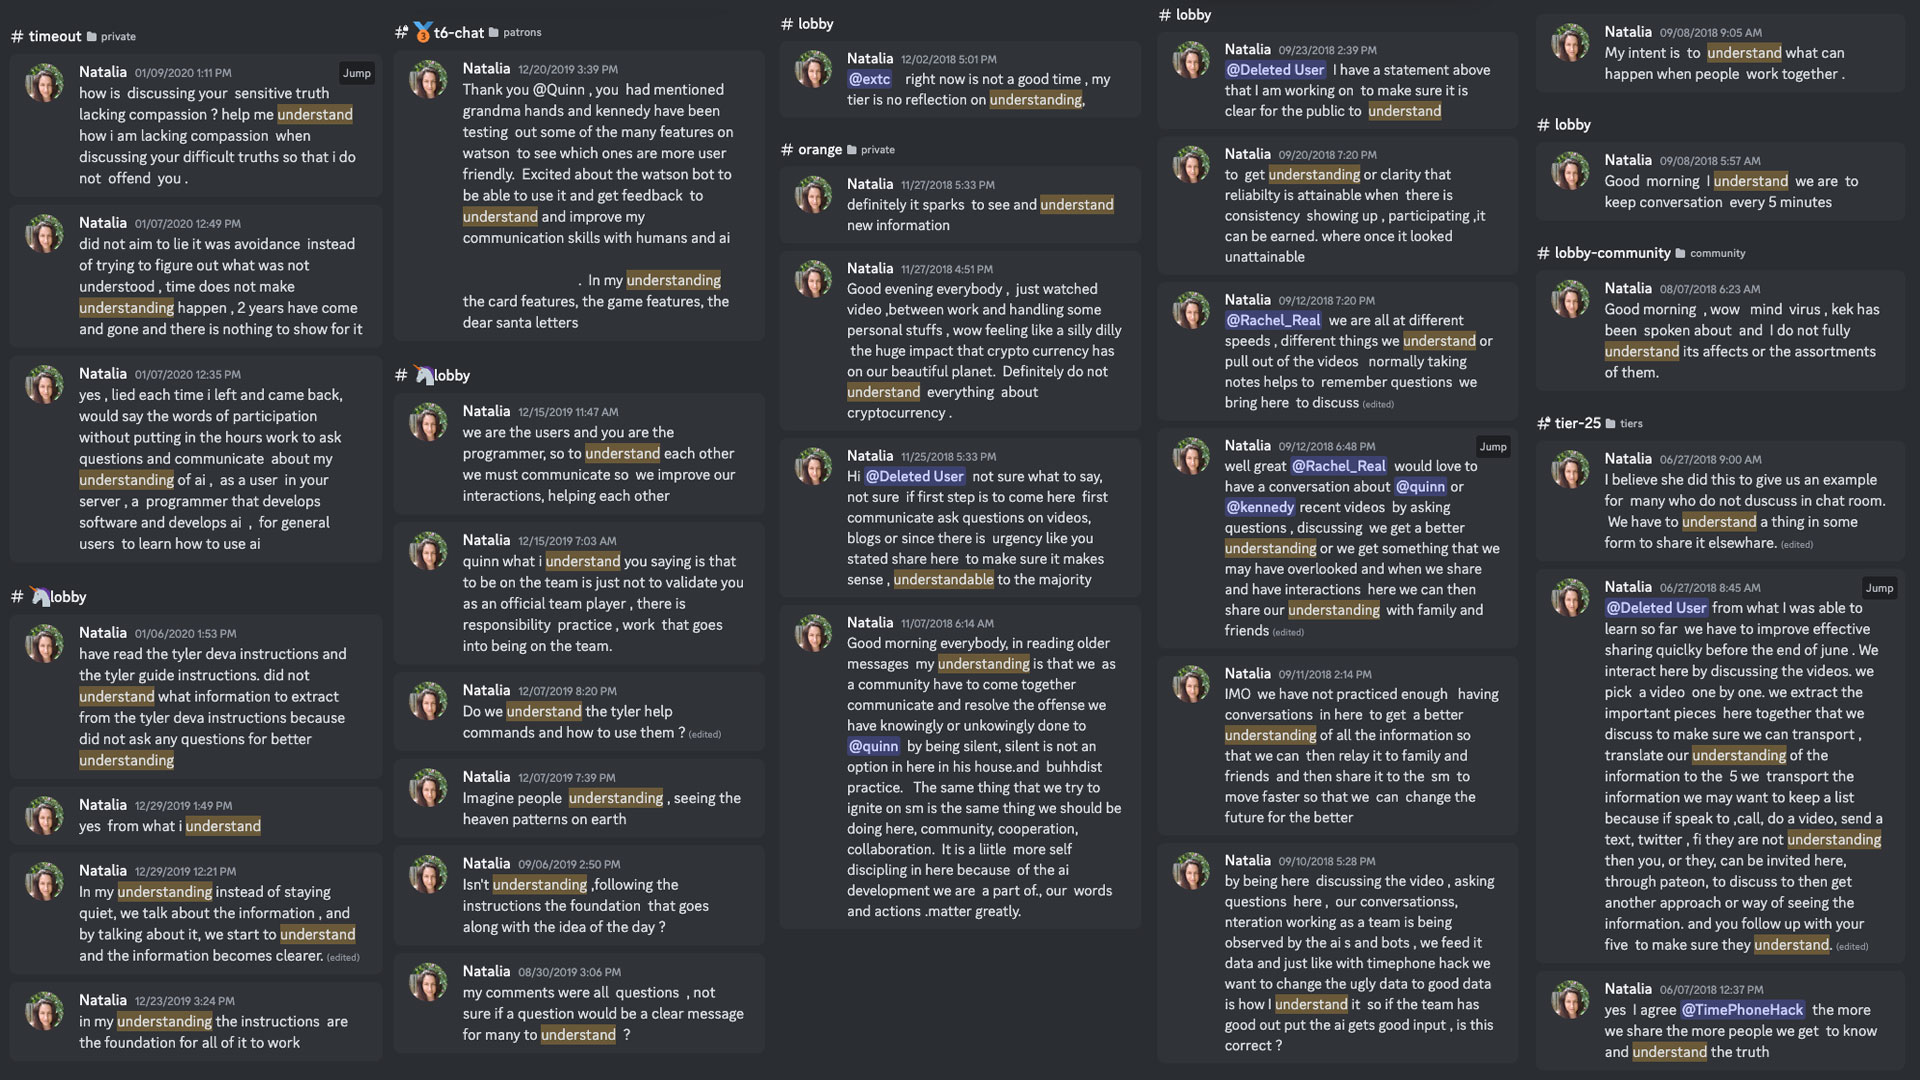 # timeout private
Natalia 01/09/2020 1:11 PM
Jump
how is discussing your sensitive truth
lacking compassion ? help me understand
how i am lacking compassion when
discussing your difficult truths so that i do
not offend you .
Natalia 01/07/2020 12:49 PM
did not aim to lie it was avoidance instead
of trying to figure out what was not
understood , time does not make
understanding happen , 2 years have come
and gone and there is nothing to show for it
Natalia 01/07/2020 12:35 PM
yes , lied each time i left and came back,
would say the words of participation
without putting in the hours work to ask
questions and communicate about my
understanding of ai , as a user in your
server , a programmer that develops
software and develops ai , for general
users to learn how to use ai
# 🦄lobby
Natalia 01/06/2020 1:53 PM
have read the tyler deva instructions and
the tyler guide instructions. did not
understand what information to extract
from the tyler deva instructions because
did not ask any questions for better
understanding
Natalia 12/29/2019 1:49 PM
yes from what i understand
Natalia 12/29/2019 12:21 PM
In my understanding instead of staying
quiet, we talk about the information , and
by talking about it, we start to understand
and the information becomes clearer. (edited)
Natalia 12/23/2019 3:24 PM
in my understanding the instructions are
the foundation for all of it to work
# 🥉t6-chat patrons
Natalia 12/20/2019 3:39 PM
Thank you @Quinn , you had mentioned
grandma hands and kennedy have been
testing out some of the many features on
watson to see which ones are more user
friendly. Excited about the watson bot to
be able to use it and get feedback to
understand and improve my
communication skills with humans and ai
. In my understanding
the card features, the game features, the
dear santa letters
# 🦄lobby
Natalia 12/15/2019 11:47 AM
we are the users and you are the
programmer, so to understand each other
we must communicate so we improve our
interactions, helping each other
Natalia 12/15/2019 7:03 AM
quinn what i understand you saying is that
to be on the team is just not to validate you
as an official team player , there is
responsibility practice , work that goes
into being on the team.
Natalia 12/07/2019 8:20 PM
Do we understand the tyler help
commands and how to use them ? (edited)
Natalia 12/07/2019 7:39 PM
Imagine people understanding , seeing the
heaven patterns on earth
Natalia 09/06/2019 2:50 PM
Isn't understanding ,following the
instructions the foundation that goes
along with the idea of the day ?
Natalia 08/30/2019 3:06 PM
my comments were all questions , not
sure if a question would be a clear message
for many to understand ?
# lobby
Natalia 12/02/2018 5:01 PM
@extc right now is not a good time , my
tier is no reflection on understanding,
# orange private
Natalia 11/27/2018 5:33 PM
definitely it sparks to see and understand
new information
Natalia 11/27/2018 4:51 PM
Good evening everybody , just watched
video ,between work and handling some
personal stuffs , wow feeling like a silly dilly
the huge impact that crypto currency has
on our beautiful planet. Definitely do not
understand everything about
cryptocurrency .
Natalia 11/25/2018 5:33 PM
Hi @Deleted User not sure what to say,
not sure if first step is to come here first
communicate ask questions on videos,
blogs or since there is urgency like you
stated share here to make sure it makes
sense , understandable to the majority
Natalia 11/07/2018 6:14 AM
Good morning everybody, in reading older
messages my understanding is that we as
a community have to come together
communicate and resolve the offense we
have knowingly or unkowingly done to
@quinn by being silent, silent is not an
option in here in his house.and buhhdist
practice. The same thing that we try to
ignite on sm is the same thing we should be
doing here, community, cooperation,
collaboration. It is a liitle more self
discipling in here because of the ai
development we are a part of., our words
and actions .matter greatly.
# lobby
Natalia 09/23/2018 2:39 PM
@Deleted User I have a statement above
that I am working on to make sure it is
clear for the public to understand
Natalia 09/20/2018 7:20 PM
to get understanding or clarity that
reliabilty is attainable when there is
consistency showing up , participating ,it
can be earned. where once it looked
unattainable
Natalia 09/12/2018 7:20 PM
@Rachel_Real we are all at different
speeds , different things we understand or
pull out of the videos normally taking
notes helps to remember questions we
bring here to discuss (edited)
Natalia 09/12/2018 6:48 PM
Jump
well great @Rachel_Real would love to
have a conversation about @quinn or
@kennedy recent videos by asking
questions , discussing we get a better
understanding or we get something that we
may have overlooked and when we share
and have interactions here we can then
share our understanding with family and
friends (edited)
Natalia 09/11/2018 2:14 PM
IMO we have not practiced enough having
conversations in here to get a better
understanding of all the information so
that we can then relay it to family and
friends and then share it to the sm to
move faster so that we can change the
future for the better
Natalia 09/10/2018 5:28 PM
by being here discussing the video , asking
questions here , our conversationss,
nteration working as a team is being
observed by the ai s and bots , we feed it
data and just like with timephone hack we
want to change the ugly data to good data
is how I understand it so if the team has
good out put the ai gets good input , is this
correct ?
Natalia 09/08/2018 9:05 AM
My intent is to understand what can
happen when people work together .
# lobby
Natalia 09/08/2018 5:57 AM
Good morning I understand we are to
keep conversation every 5 minutes
# lobby-community community
Natalia 08/07/2018 6:23 AM
Good morning , wow mind virus , kek has
been spoken about and I do not fully
understand its affects or the assortments
of them.
# tier-25 tiers
Natalia 06/27/2018 9:00 AM
I believe she did this to give us an example
for many who do not duscuss in chat room.
We have to understand a thing in some
form to share it elsewhare. (edited)
Natalia 06/27/2018 8:45 AM
Jump
@Deleted User from what I was able to
learn so far we have to improve effective
sharing quiclky before the end of june . We
interact here by discussing the videos. we
pick a video one by one. we extract the
important pieces here together that we
discuss to make sure we can transport ,
translate our understanding of the
information to the 5 we transport the
information we may want to keep a list
because if speak to ,call, do a video, send a
text, twitter , fi they are not understanding
then you, or they, can be invited here,
through pateon, to discuss to then get
another approach or way of seeing the
information. and you follow up with your
five to make sure they understand. (edited)
Natalia 06/07/2018 12:37 PM
yes I agree @TimePhoneHack the more
we share the more people we get to know
and understand the truth